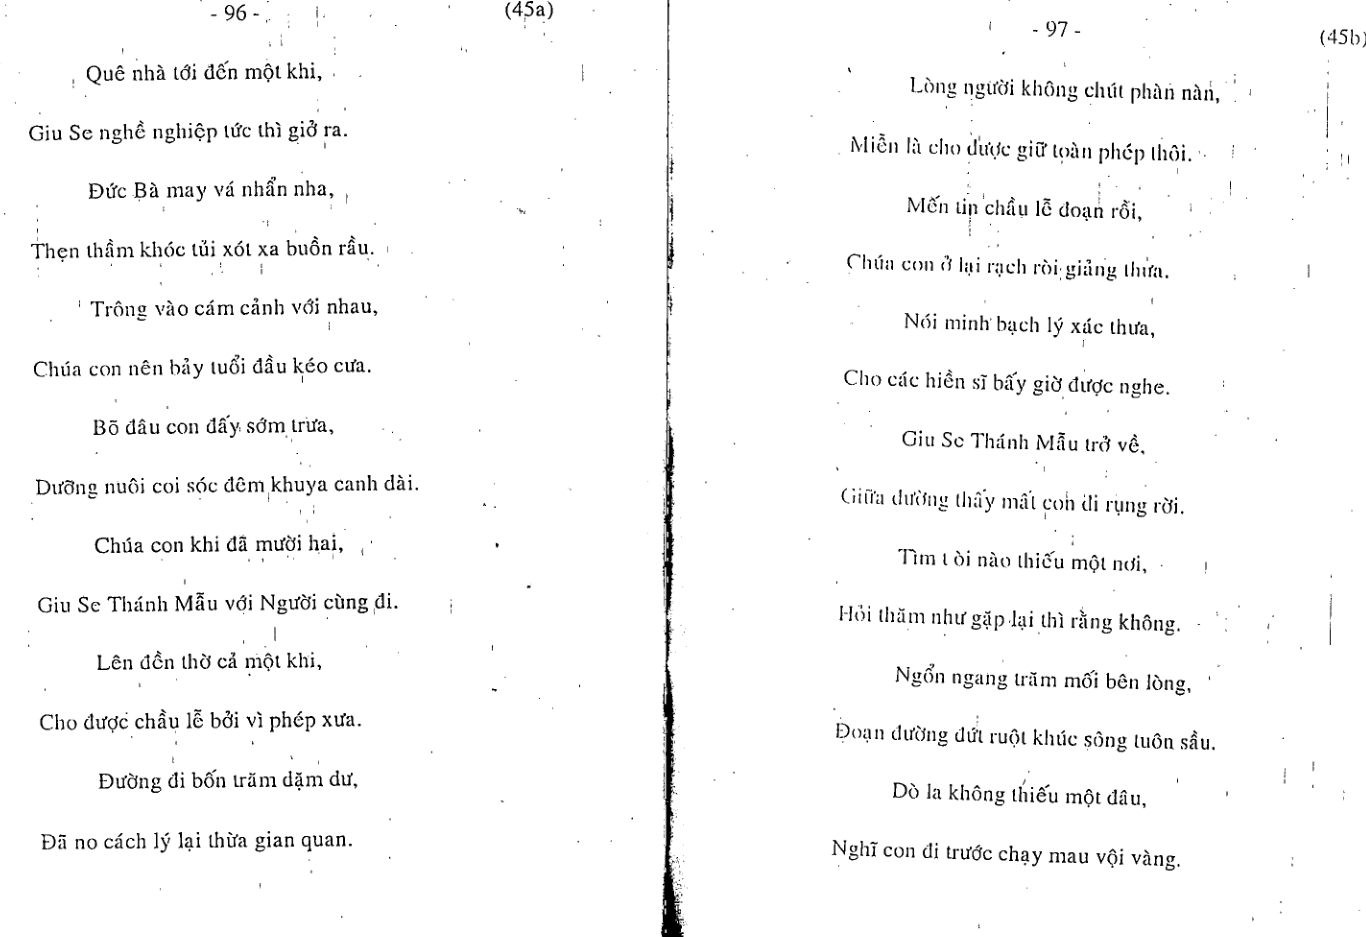 - 96 -
(45a)
Quê nhà tới đến một khi,
Giu Se nghề nghiệp tức thì giở ra.
Đức Bà may vá nhẩn nha,
Thẹn thầm khóc tủi xót xa buồn rầu.
Trông vào cám cảnh với nhau,
Chúa con nên bảy tuổi đầu kéo cưa.
Bõ đâu con đấy sớm trưa,
Dưỡng nuôi coi sóc đêm khuya canh dài.
Chúa con khi đã mười hai,
Giu Se Thánh Mẫu với Người cùng đi.
Lên đền thờ cả một khi,
Cho được chầu lễ bởi vì phép xưa.
Đường đi bốn trăm dặm dư,
Đã no cách lý lại thừa gian quan.
- 97 -
(45b)
Lòng người không chút phàn nàn,
Miễn là cho được giữ toàn phép thôi.
Mến tin chầu lễ đoạn rồi,
Chúa con ở lại rạch ròi giảng thừa.
Nói minh bạch lý xác thưa,
Cho các hiền sĩ bấy giờ được nghe.
Giu Se Thánh Mẫu trở về,
Giữa đường thấy mất con đi rụng rời.
Tìm tòi nào thiếu một nơi,
Hỏi thăm như gặp lại thì rằng không.
Ngổn ngang trăm mối bên lòng,
Đoạn đường đứt ruột khúc sông tuôn sầu.
Dò la không thiếu một đâu,
Nghĩ con đi trước chạy mau vội vàng.